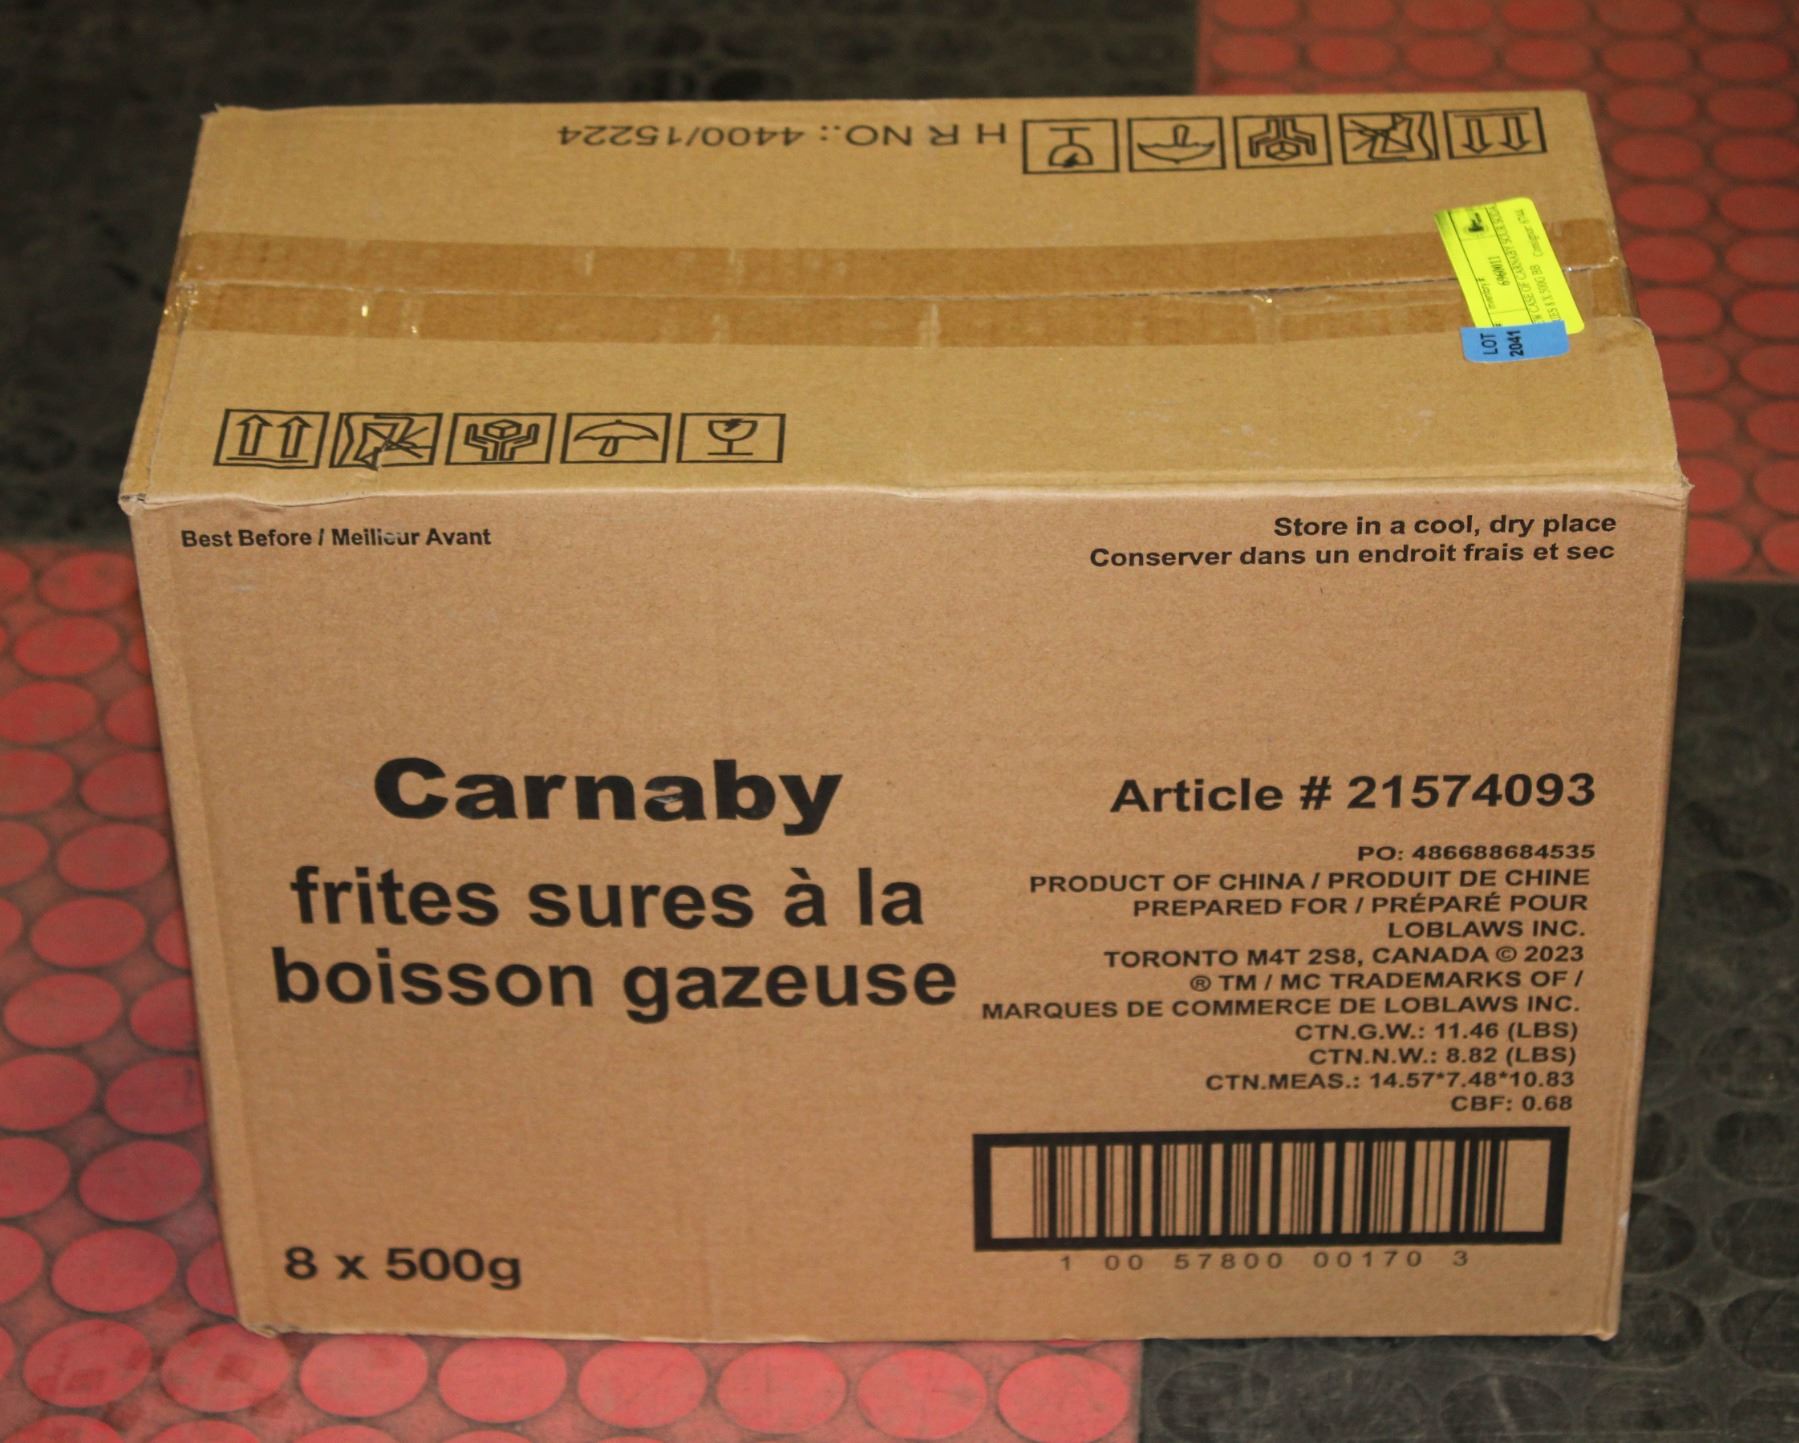 H R NO.: 4400/15224
6960011
LOT
2041
Best Before / Meilieur Avant
Store in a cool, dry place
Conserver dans un endroit frais et sec
Carnaby
frites sures à la
boisson gazeuse
8 x 500g
Article # 21574093
PO: 486688684535
PRODUCT OF CHINA / PRODUIT DE CHINE
PREPARED FOR / PRÉPARÉ POUR
LOBLAWS INC.
TORONTO M4T 2S8, CANADA © 2023
® TM / MC TRADEMARKS OF /
MARQUES DE COMMERCE DE LOBLAWS INC.
CTN.G.W.: 11.46 (LBS)
CTN.N.W.: 8.82 (LBS)
CTN.MEAS.: 14.57*7.48*10.83
CBF: 0.68
1 00 57800 00170 3